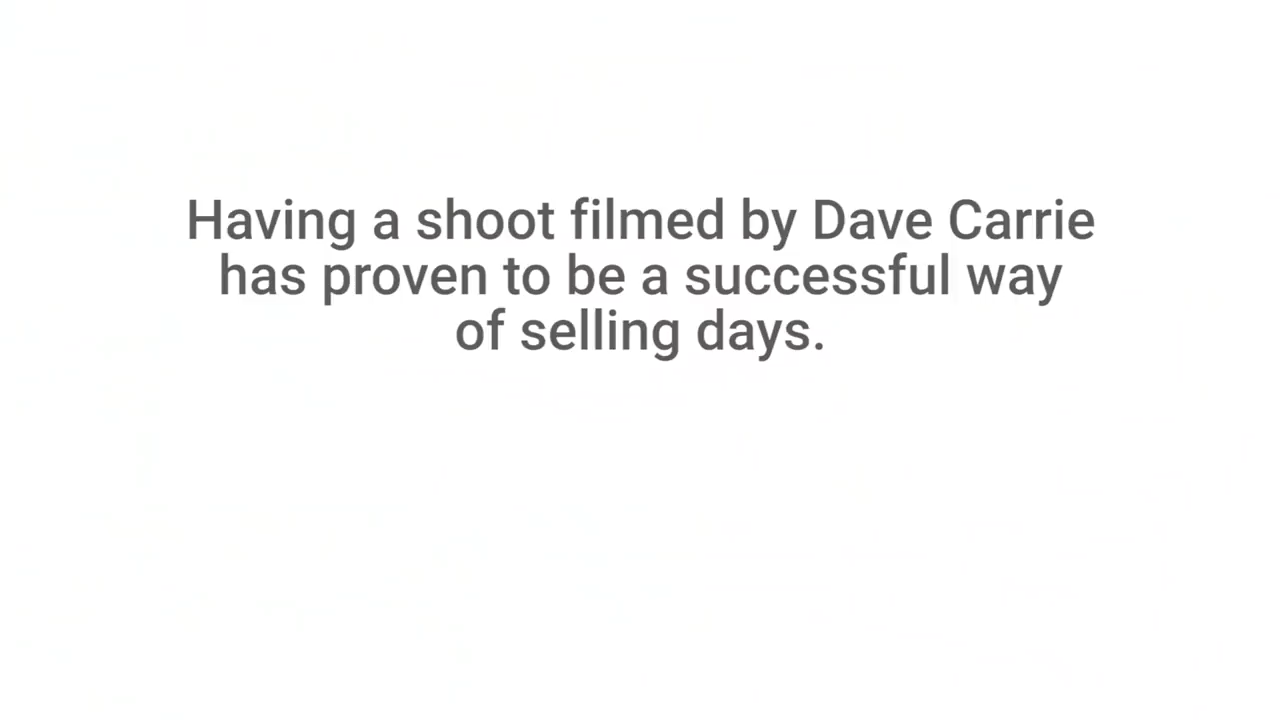 Having a shoot filmed by Dave Carrie
has proven to be a successful way
of selling days.